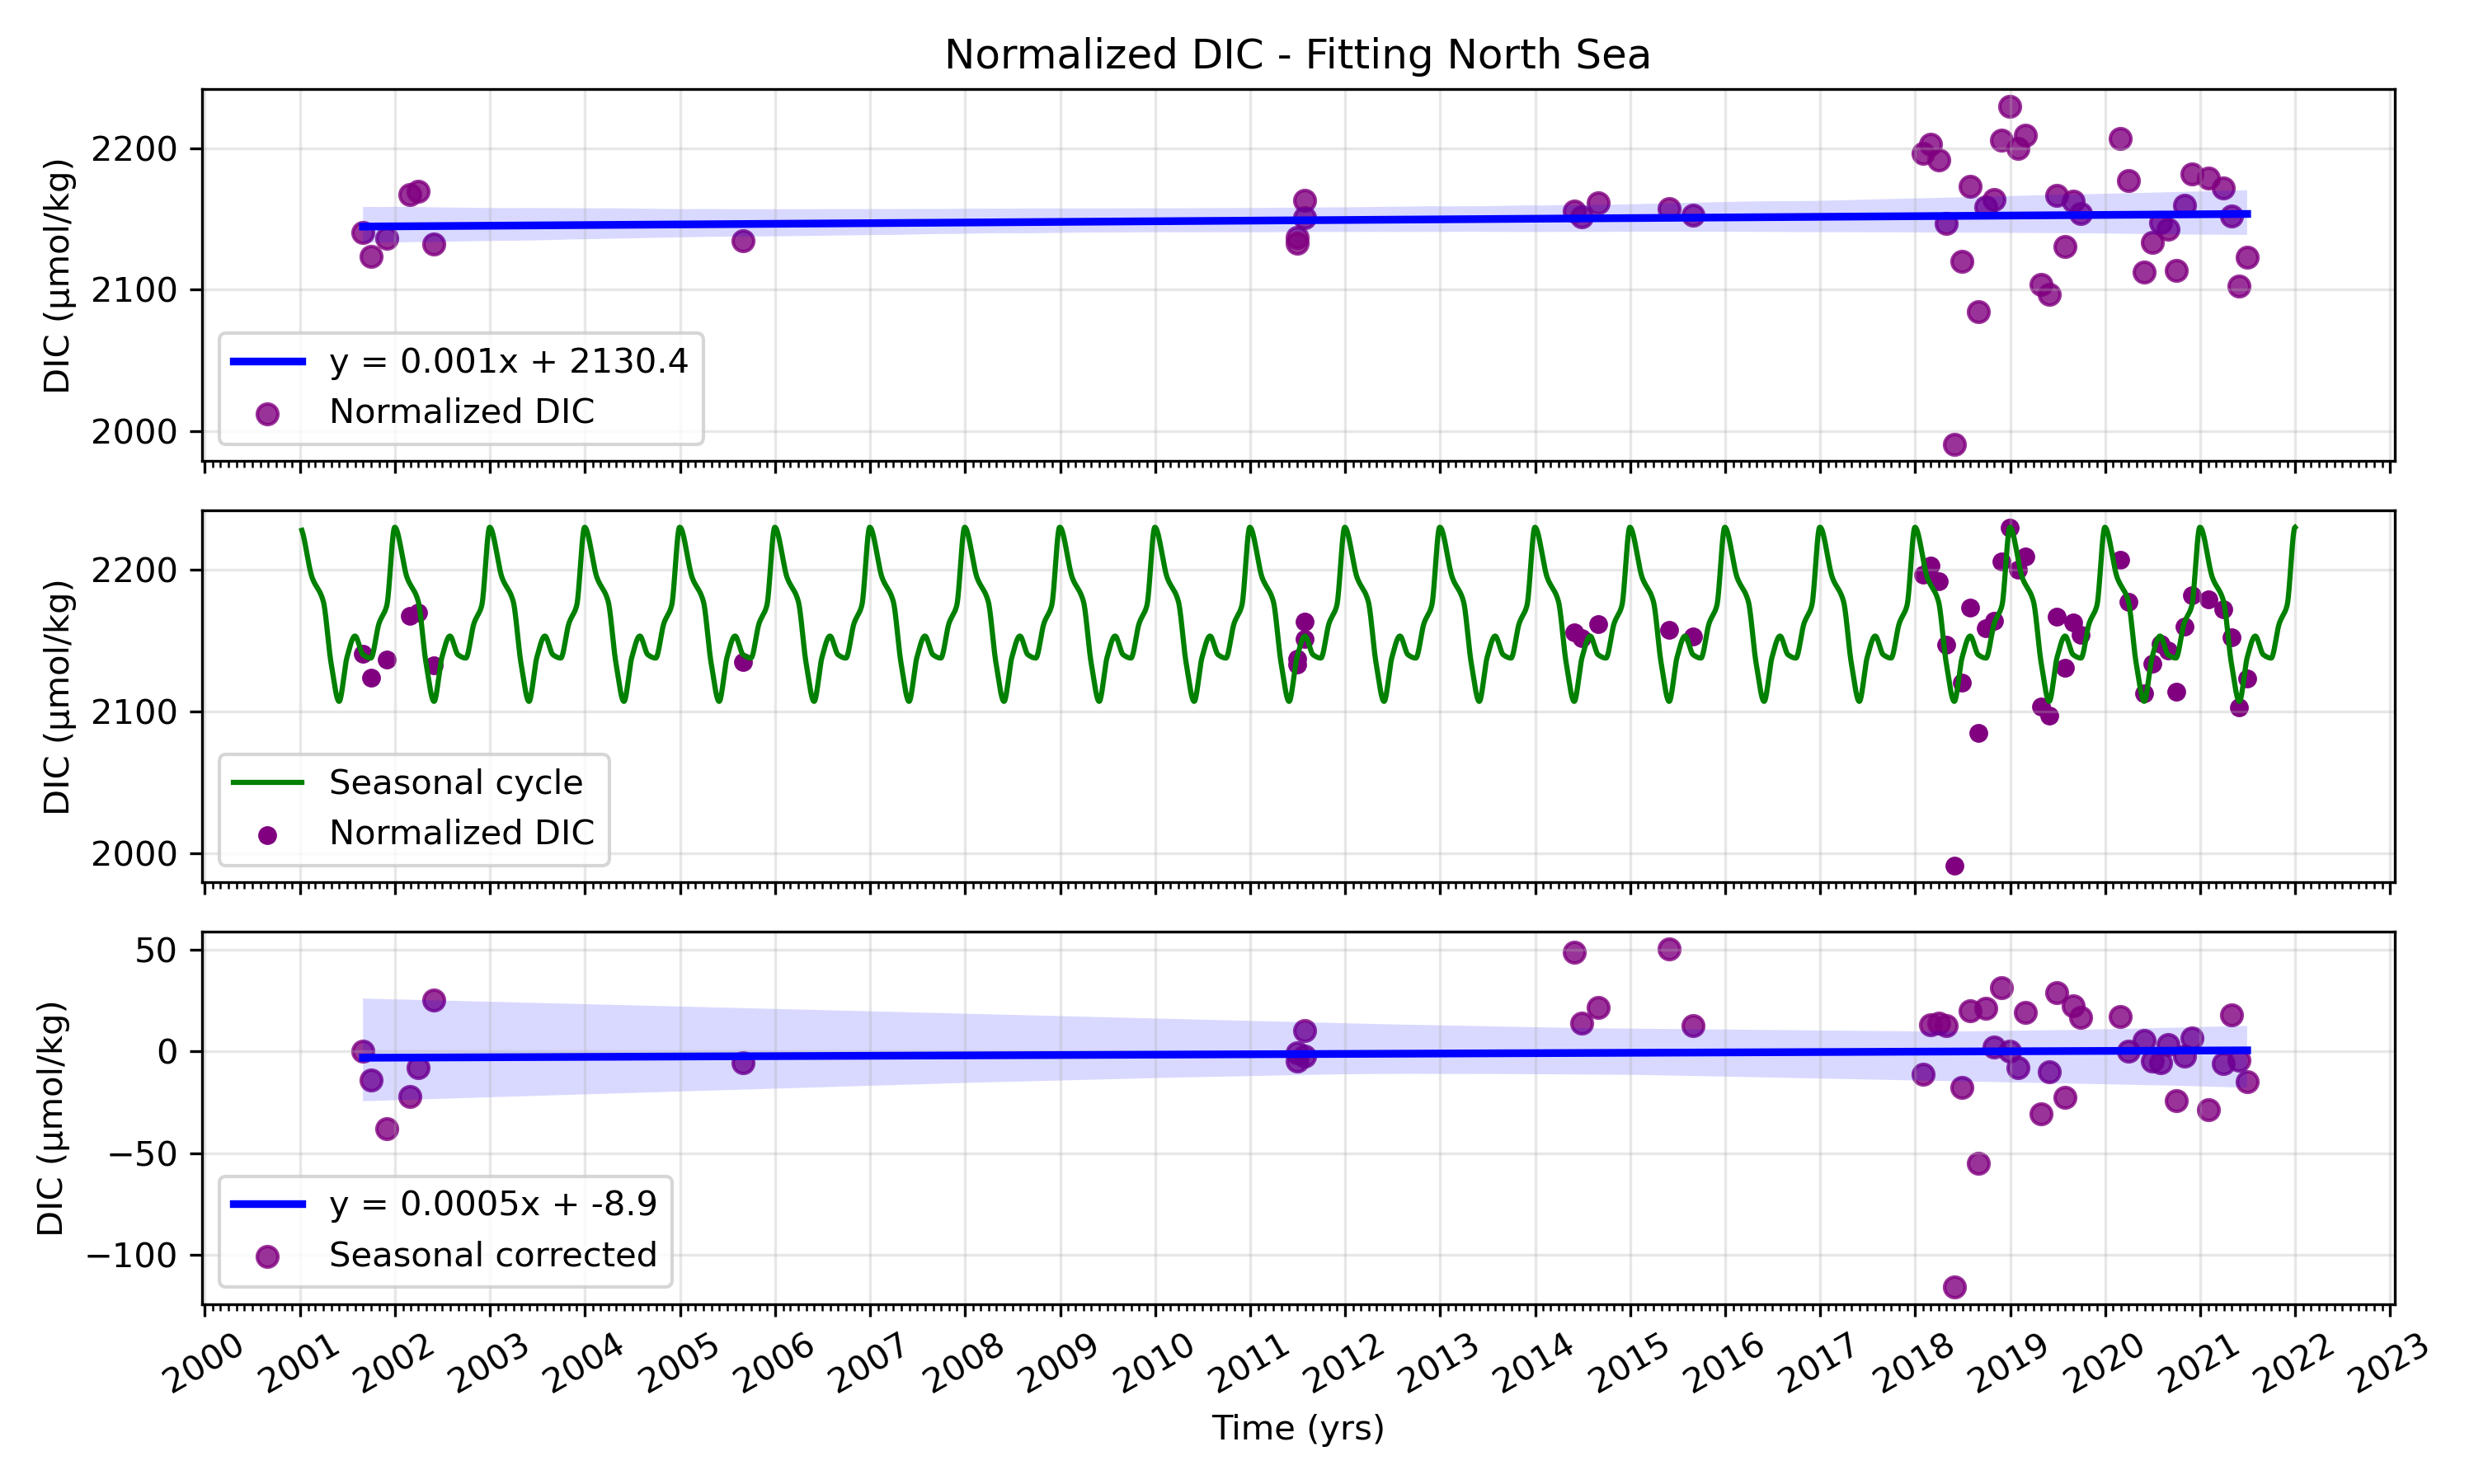 Normalized DIC - Fitting North Sea
DIC (μmol/kg)
2200
2100
2000
y = 0.001x + 2130.4
Normalized DIC
DIC (μmol/kg)
2200
2100
2000
Seasonal cycle
Normalized DIC
DIC (μmol/kg)
50
0
−50
−100
y = 0.0005x + -8.9
Seasonal corrected
2000 2001 2002 2003 2004 2005 2006 2007 2008 2009 2010 2011 2012 2013 2014 2015 2016 2017 2018 2019 2020 2021 2022 2023
Time (yrs)